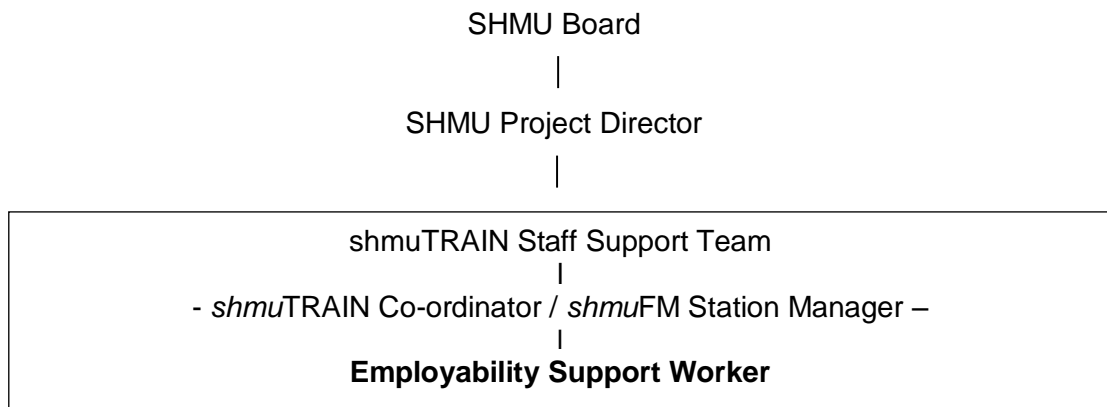 SHMU Board
SHMU Project Director
shmuTRAIN Staff Support Team
- shmuTRAIN Co-ordinator / shmuFM Station Manager –
Employability Support Worker